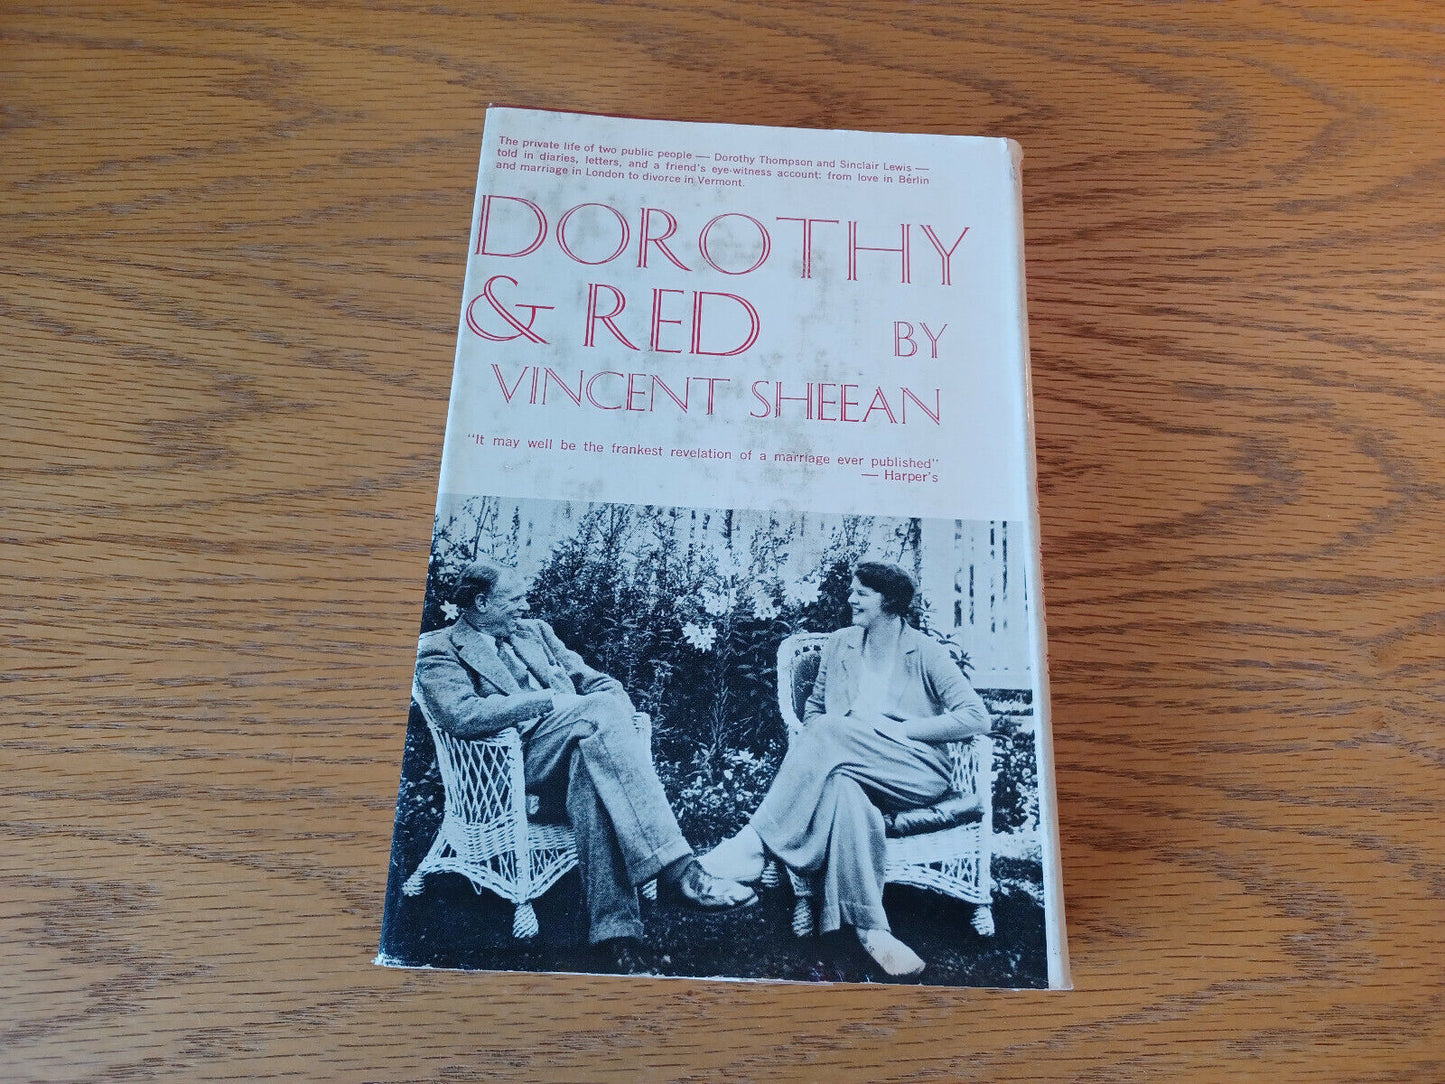 The private life of two public people — Dorothy Thompson and Sinclair Lewis —
told in diaries, letters, and a friend's eye-witness account: from love in Berlin
and marriage in London to divorce in Vermont.
DOROTHY
& RED BY
VINCENT SHEEAN
"It may well be the frankest revelation of a marriage ever published"
— Harper's